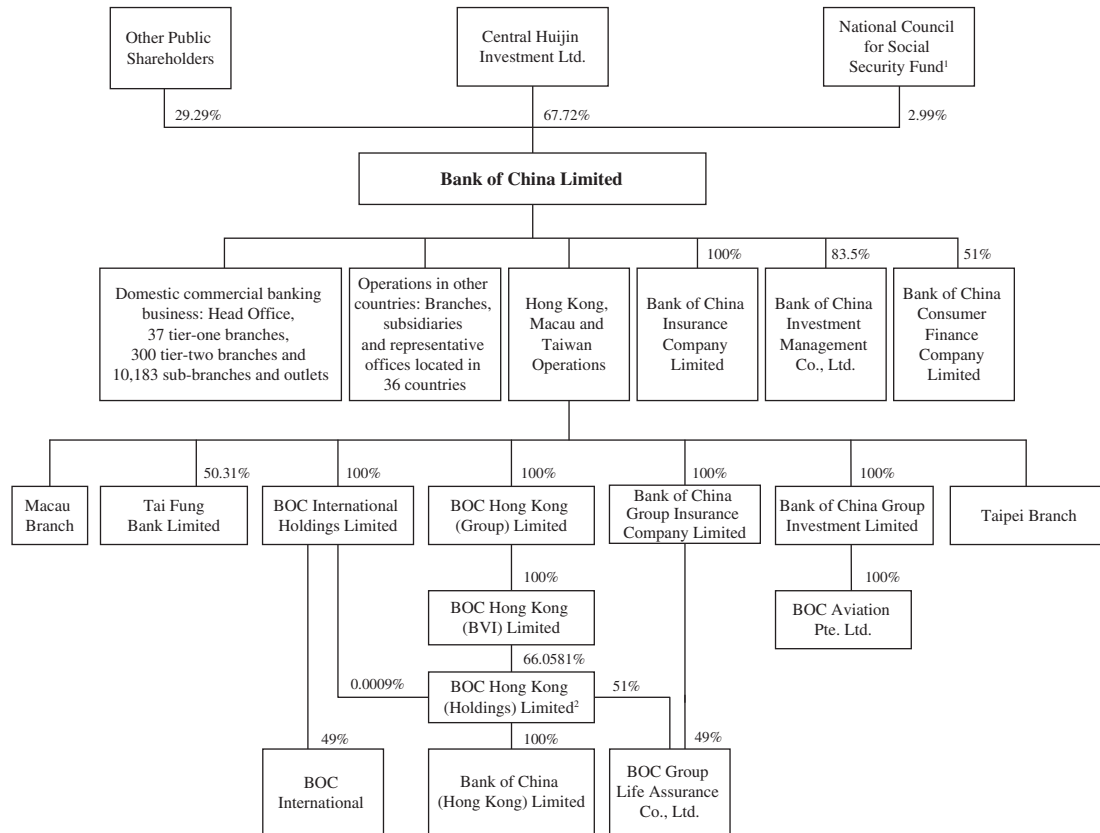 Other Public
Shareholders
Central Huijin
Investment Ltd.
National Council
for Social
Security Fund¹
29.29%
67.72%
2.99%
Bank of China Limited
100%
83.5%
51%
Domestic commercial banking
business: Head Office,
37 tier-one branches,
300 tier-two branches and
10,183 sub-branches and outlets
Operations in other
countries: Branches,
subsidiaries
and representative
offices located in
36 countries
Hong Kong,
Macau and
Taiwan
Operations
Bank of China
Insurance
Company
Limited
Bank of China
Investment
Management
Co., Ltd.
Bank of China
Consumer
Finance
Company
Limited
50.31%
100%
100%
100%
100%
Macau
Branch
Tai Fung
Bank Limited
BOC International
Holdings Limited
BOC Hong Kong
(Group) Limited
Bank of China
Group Insurance
Company Limited
Bank of China Group
Investment Limited
Taipei Branch
100%
100%
BOC Hong Kong
(BVI) Limited
BOC Aviation
Pte. Ltd.
66.0581%
0.0009%
BOC Hong Kong
(Holdings) Limited²
51%
49%
100%
49%
BOC
International
Bank of China
(Hong Kong) Limited
BOC Group
Life Assurance
Co., Ltd.